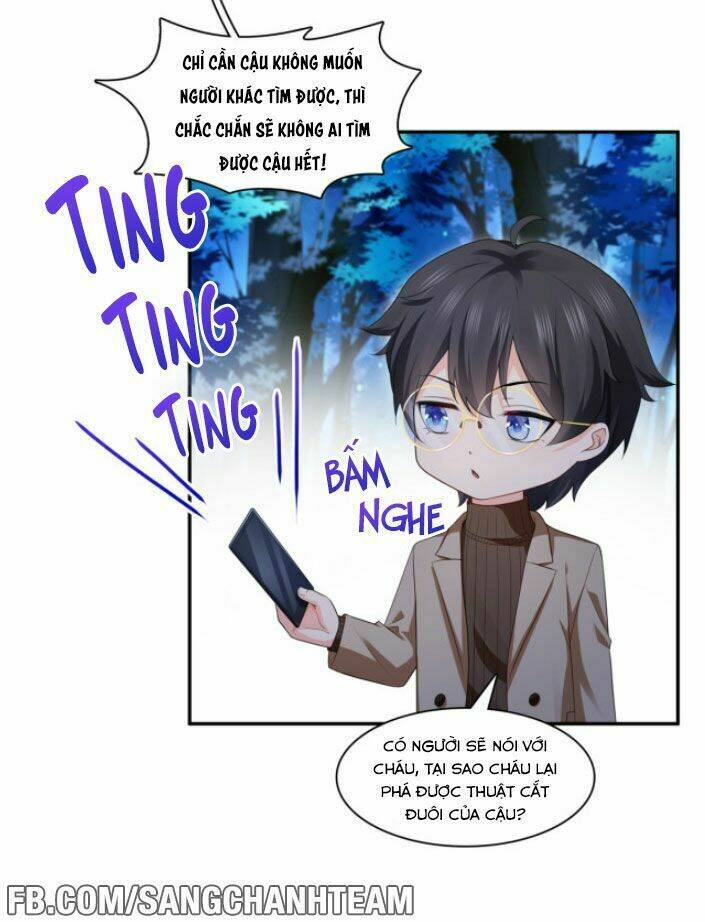 CHỈ CẦN CẬU KHÔNG MUỐN
NGƯỜI KHÁC TÌM ĐƯỢC, THÌ
CHẮC CHẮN SẼ KHÔNG AI TÌM
ĐƯỢC CẬU HẾT!
TING
TING
TING
BẤM
NGHE
CÓ NGƯỜI SẼ NÓI VỚI
CHÁU, TẠI SAO CHÁU LẠI
PHÁ ĐƯỢC THUẬT CẮT
ĐUÔI CỦA CẬU?
FB.COM/SANGCHANHTEAM